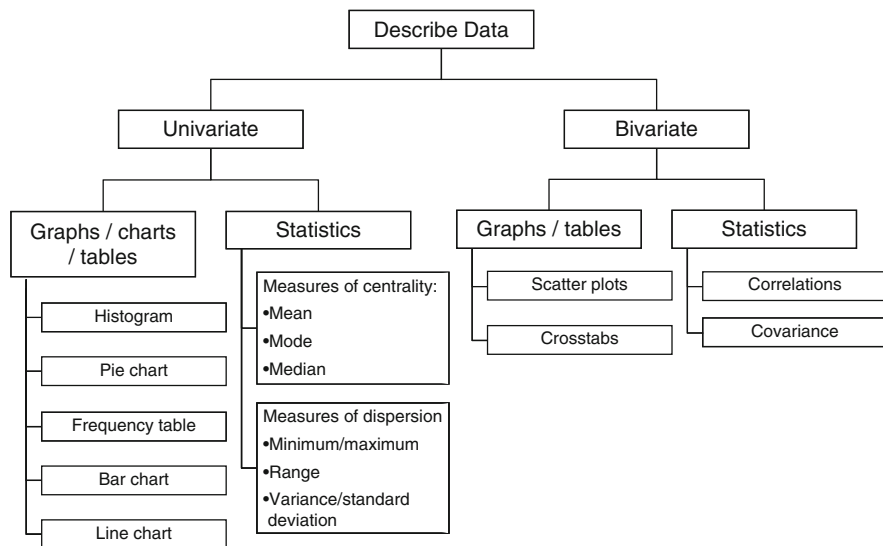 Describe Data
Univariate
Bivariate
Graphs / charts
/ tables
Statistics
Graphs / tables
Statistics
Histogram
Pie chart
Frequency table
Bar chart
Line chart
Measures of centrality:
•Mean
•Mode
•Median
Measures of dispersion
•Minimum/maximum
•Range
•Variance/standard
deviation
Scatter plots
Crosstabs
Correlations
Covariance